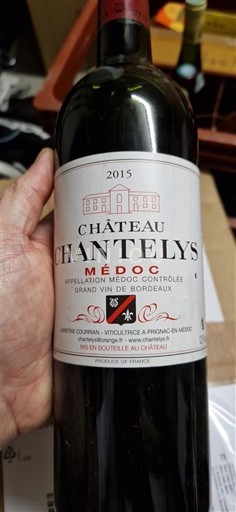 2015
CHÂTEAU
CHANTELYS
MÉDOC
APPELLATION MÉDOC CONTRÔLÉE
GRAND VIN DE BORDEAUX
CHRISTINE COURRIAN - VITICULTRICE A PRIGNAC-EN-MÉDOC
chantelys@orange.fr - www.chantelys.fr
MIS EN BOUTEILLE AU CHÂTEAU
PRODUCE OF FRANCE